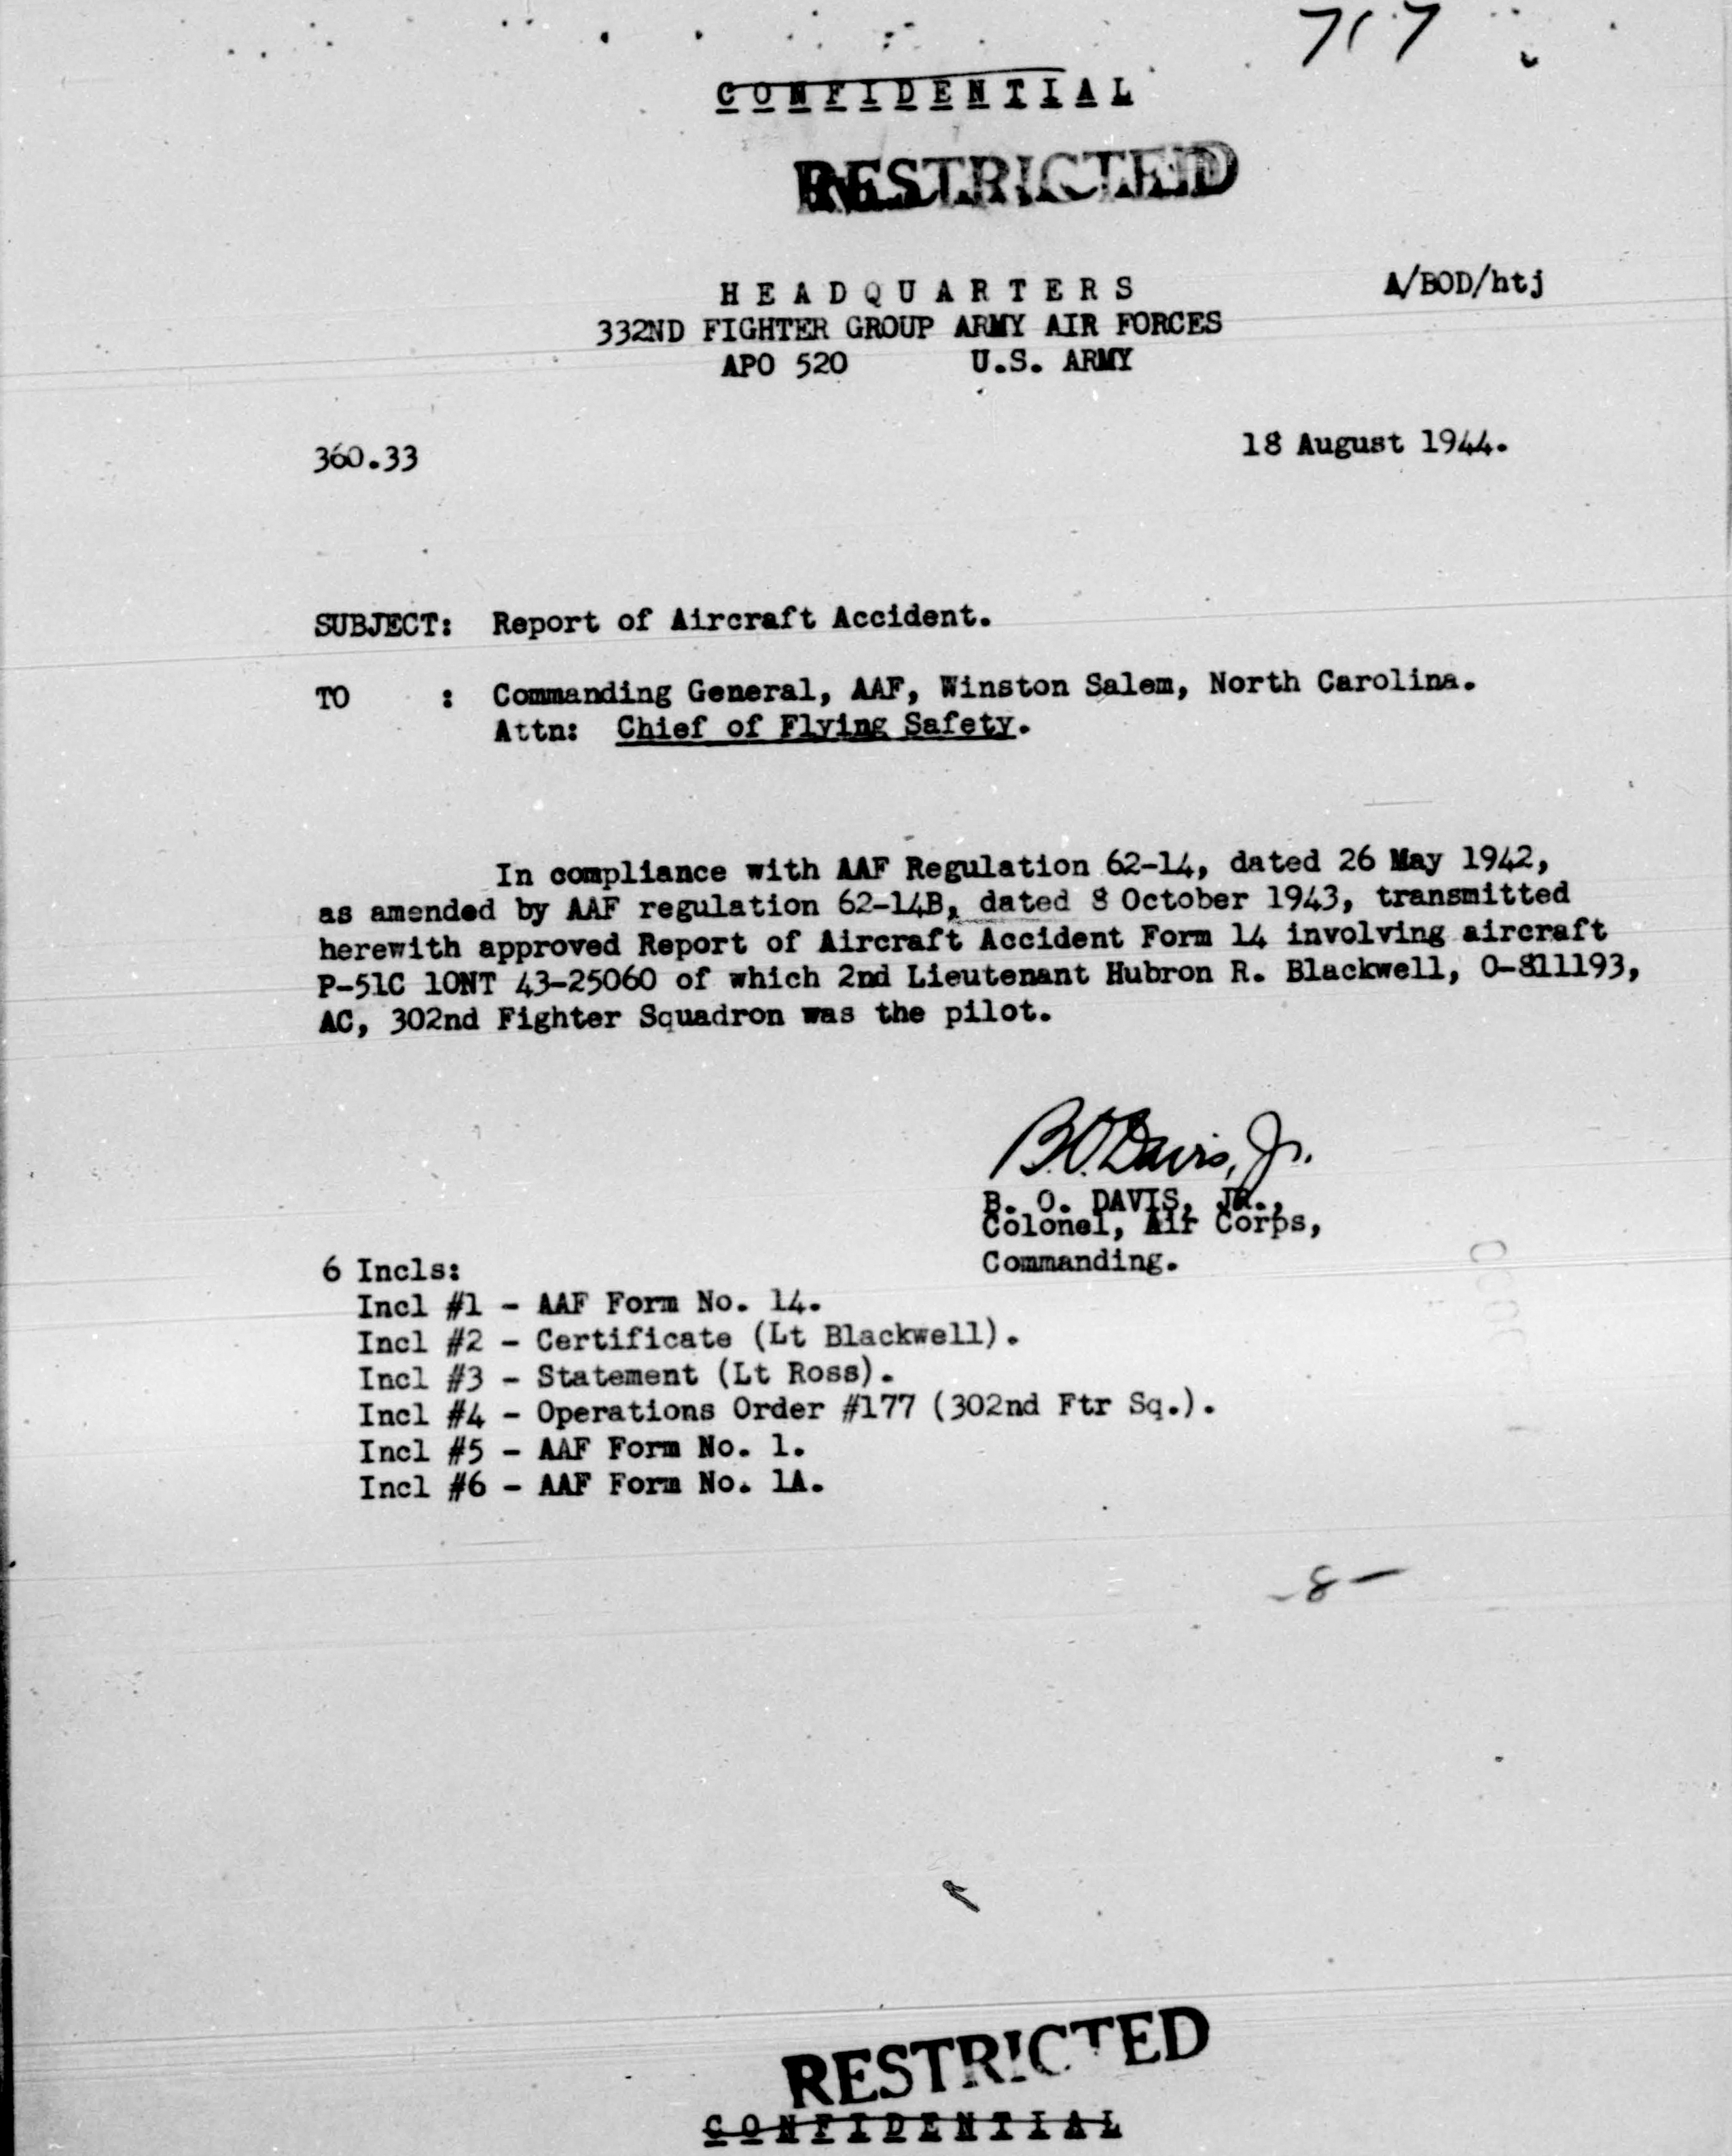 717
CONFIDENTIAL
RESTRICTED
HEADQUARTERS
A/BOD/htj
332ND FIGHTER GROUP ARMY AIR FORCES
APO 520 U.S. ARMY
360.33
18 August 1944.
SUBJECT: Report of Aircraft Accident.
TO : Commanding General, AAF, Winston Salem, North Carolina.
Attn: Chief of Flying Safety.
In compliance with AAF Regulation 62-14, dated 26 May 1942,
as amended by AAF regulation 62-14B, dated 8 October 1943, transmitted
herewith approved Report of Aircraft Accident Form 14 involving aircraft
P-51C 10NT 43-25060 of which 2nd Lieutenant Hubron R. Blackwell, O-811193,
AC, 302nd Fighter Squadron was the pilot.
B.O. Davis, Jr.
B. O. DAVIS, JR.,
Colonel, Air Corps,
Commanding.
6 Incls:
Incl #1 - AAF Form No. 14.
Incl #2 - Certificate (Lt Blackwell).
Incl #3 - Statement (Lt Ross).
Incl #4 - Operations Order #177 (302nd Ftr Sq.).
Incl #5 - AAF Form No. 1.
Incl #6 - AAF Form No. 1A.
-8-
RESTRICTED
CONFIDENTIAL